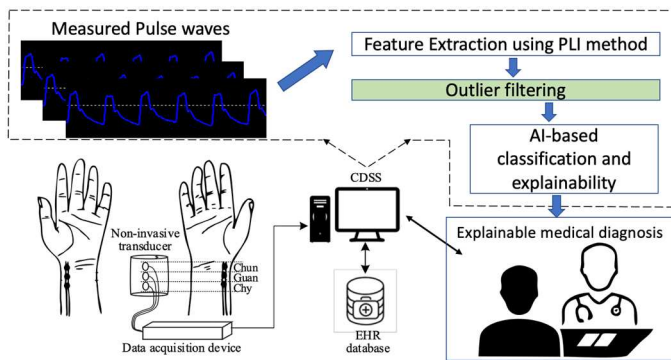 Measured Pulse waves
Feature Extraction using PLI method
Outlier filtering
AI-based
classification and
explainability
CDSS
Non-invasive
transducer
Chun
Guan
Chy
Data acquisition device
EHR
database
Explainable medical diagnosis